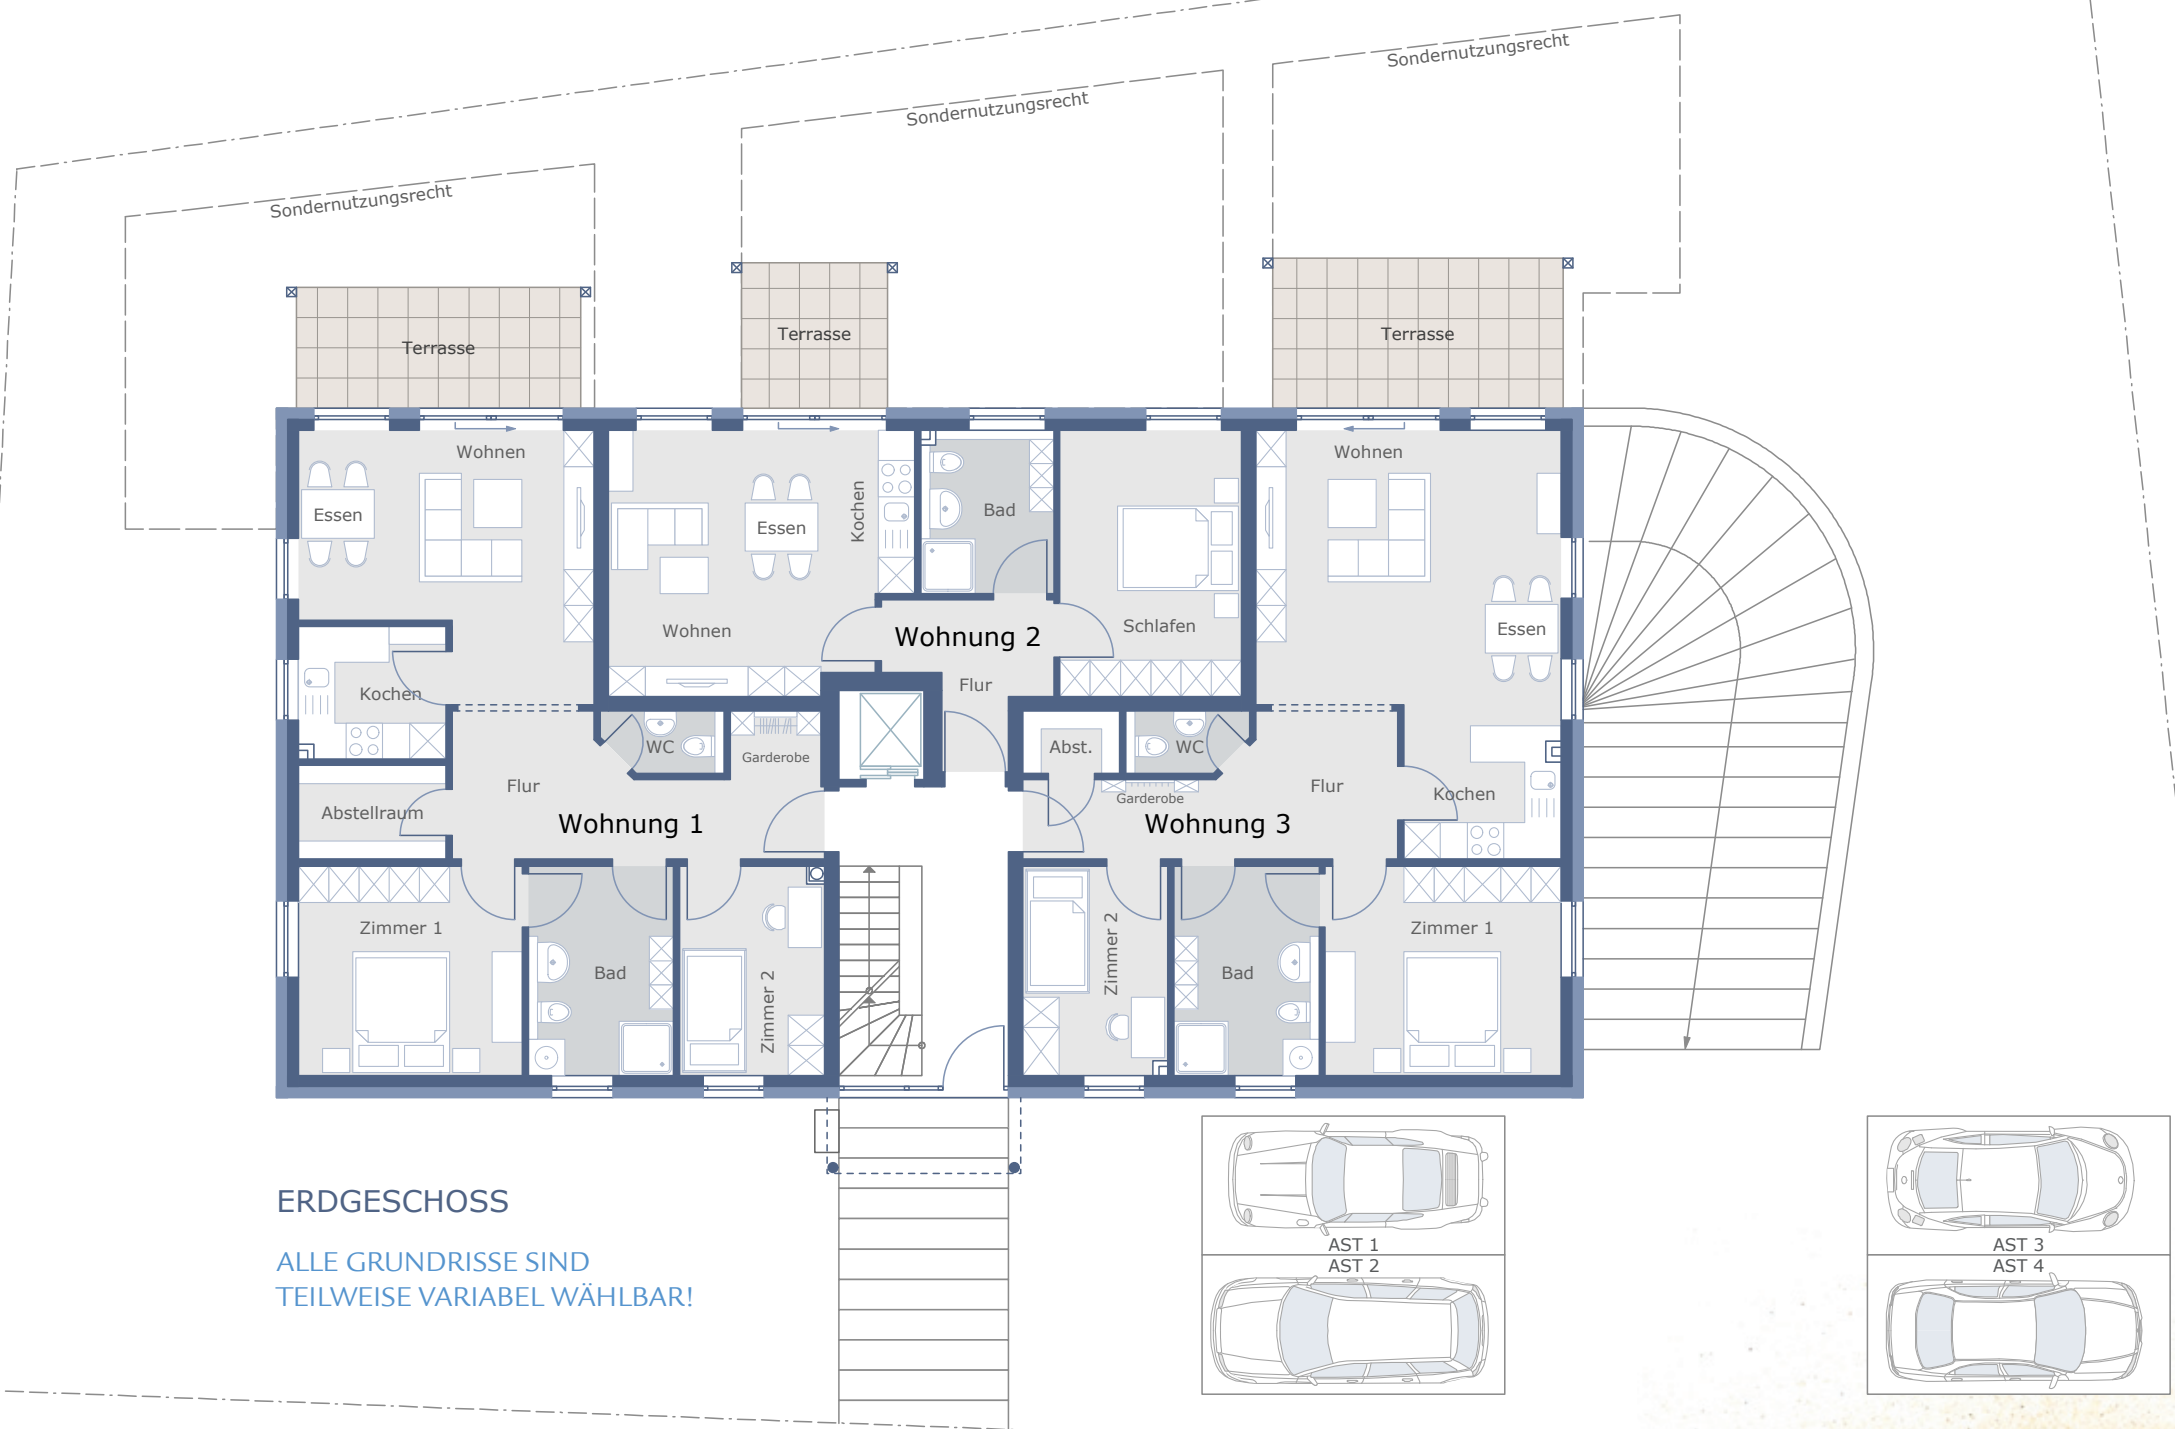 Sondernutzungsrecht
Sondernutzungsrecht
Sondernutzungsrecht
Terrasse
Terrasse
Terrasse
Wohnen
Essen
Kochen
Abstellraum
Flur
WC
Garderobe
Wohnung 1
Zimmer 1
Bad
Zimmer 2
Essen
Kochen
Wohnen
Bad
Wohnung 2
Schlafen
Flur
Wohnen
Essen
Abst.
WC
Garderobe
Flur
Kochen
Wohnung 3
Zimmer 2
Bad
Zimmer 1
ERDGESCHOSS
ALLE GRUNDRISSE SIND
TEILWEISE VARIABEL WÄHLBAR!
AST 1
AST 2
AST 3
AST 4